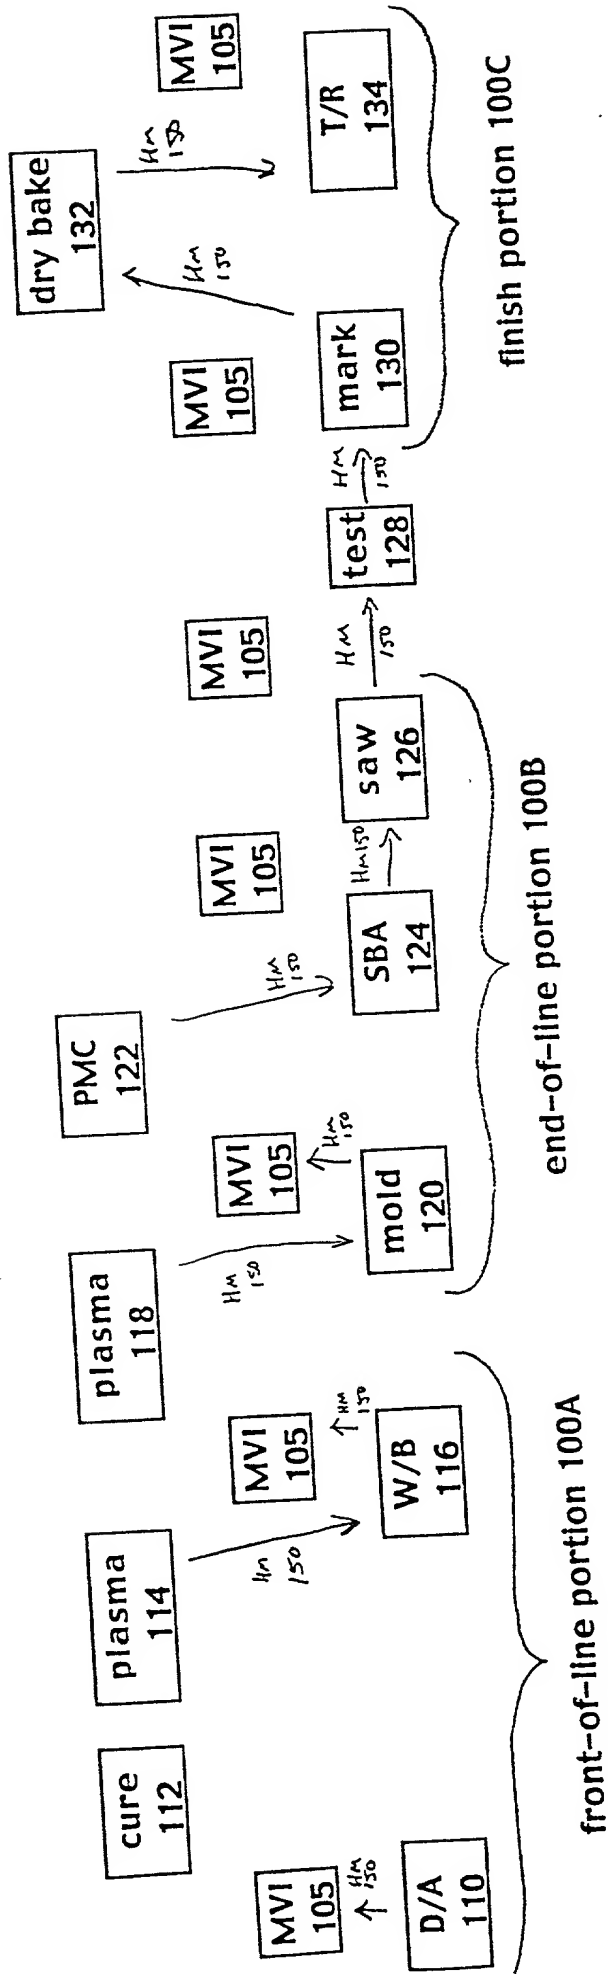 cure
112
plasma
114
plasma
118
PMC
122
dry bake
132
MVI
105
MVI
105
MVI
105
MVI
105
MVI
105
MVI
105
MVI
105
HM
150
HM
150
HM
150
HM
150
HM
150
HM
150
HM150
HM
150
HM
150
HM
150
HM
150
D/A
110
W/B
116
mold
120
SBA
124
saw
126
test
128
mark
130
T/R
134
front-of-line portion 100A
end-of-line portion 100B
finish portion 100C